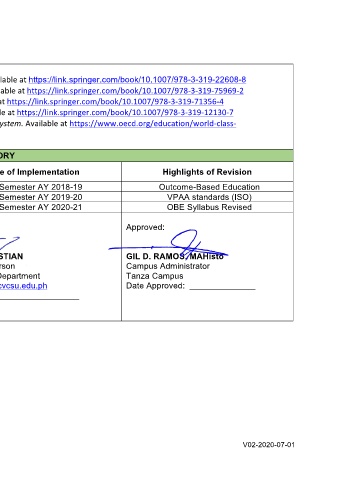 lable at https://link.springer.com/book/10.1007/978-3-319-22608-8
able at https://link.springer.com/book/10.1007/978-3-319-75969-2
at https://link.springer.com/book/10.1007/978-3-319-71356-4
le at https://link.springer.com/book/10.1007/978-3-319-12130-7
ystem. Available at https://www.oecd.org/education/world-class-
ORY
e of Implementation Highlights of Revision
Semester AY 2018-19 Outcome-Based Education
Semester AY 2019-20 VPAA standards (ISO)
Semester AY 2020-21 OBE Syllabus Revised
Approved:
STIAN GIL D. RAMOS, MAHisto
rson Campus Administrator
Department Tanza Campus
cvcsu.edu.ph Date Approved: ______________
V02-2020-07-01